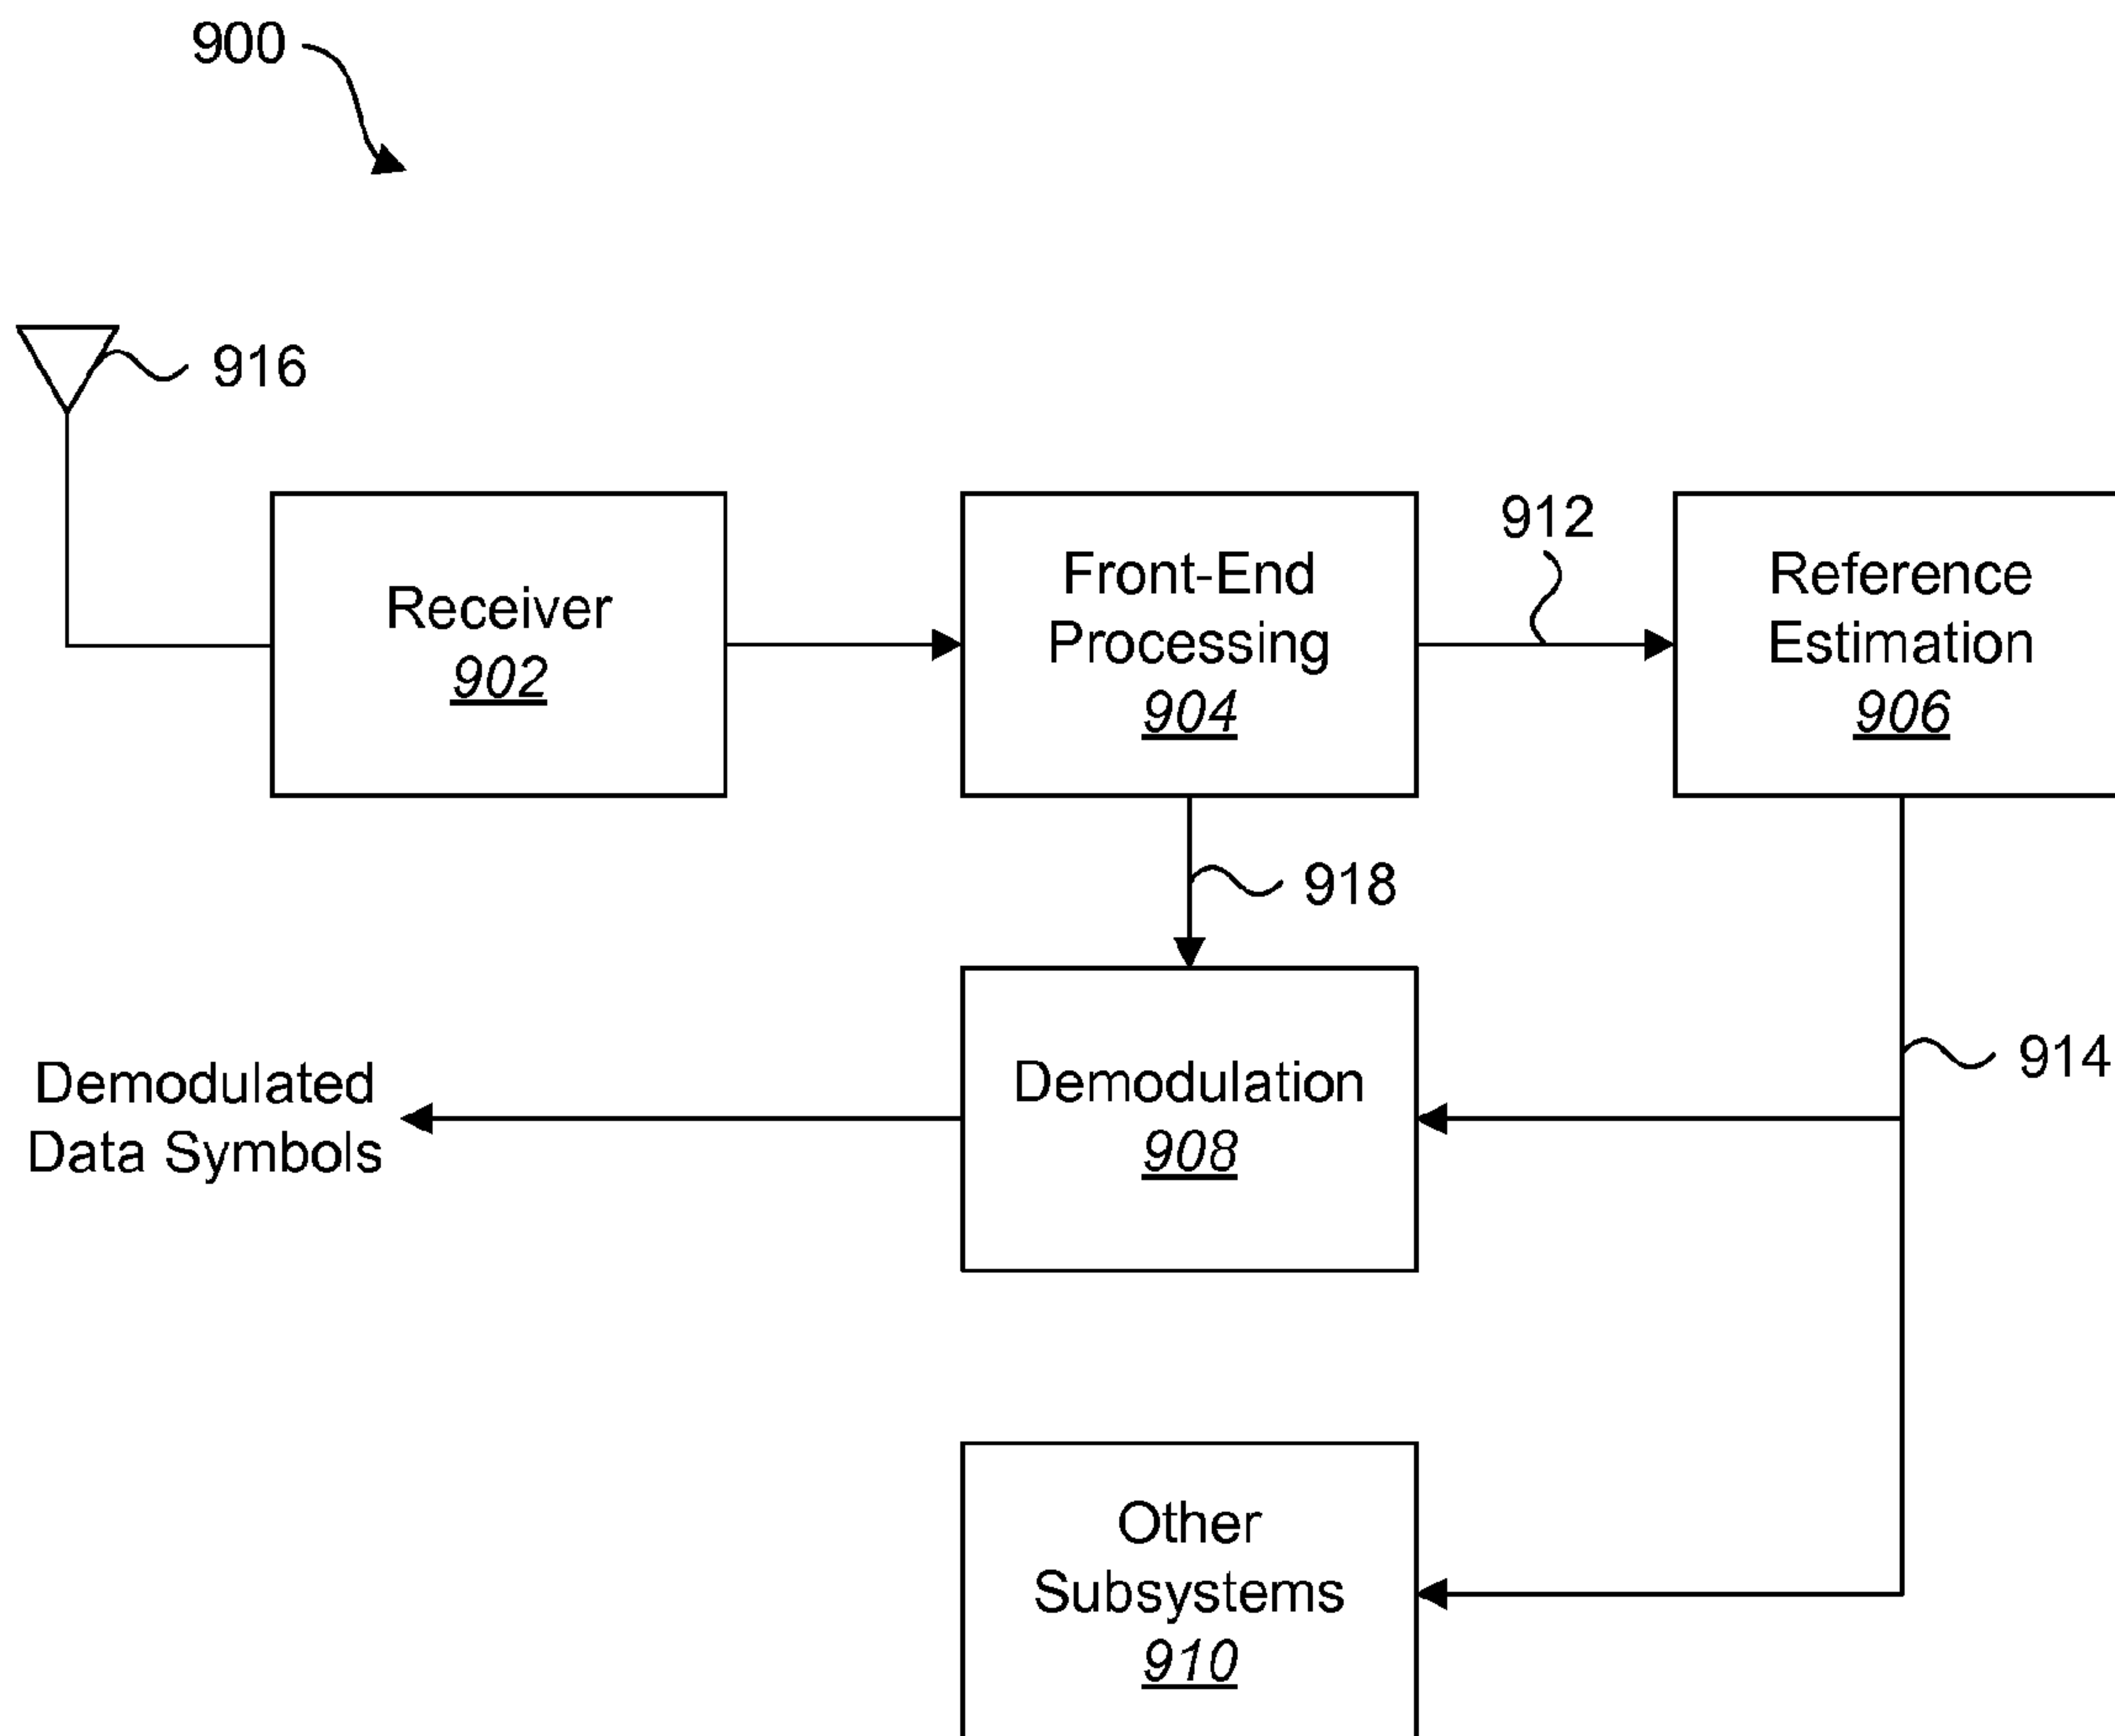 900
916
Receiver
902
Front-End
Processing
904
912
Reference
Estimation
906
918
914
Demodulated
Data Symbols
Demodulation
908
Other
Subsystems
910